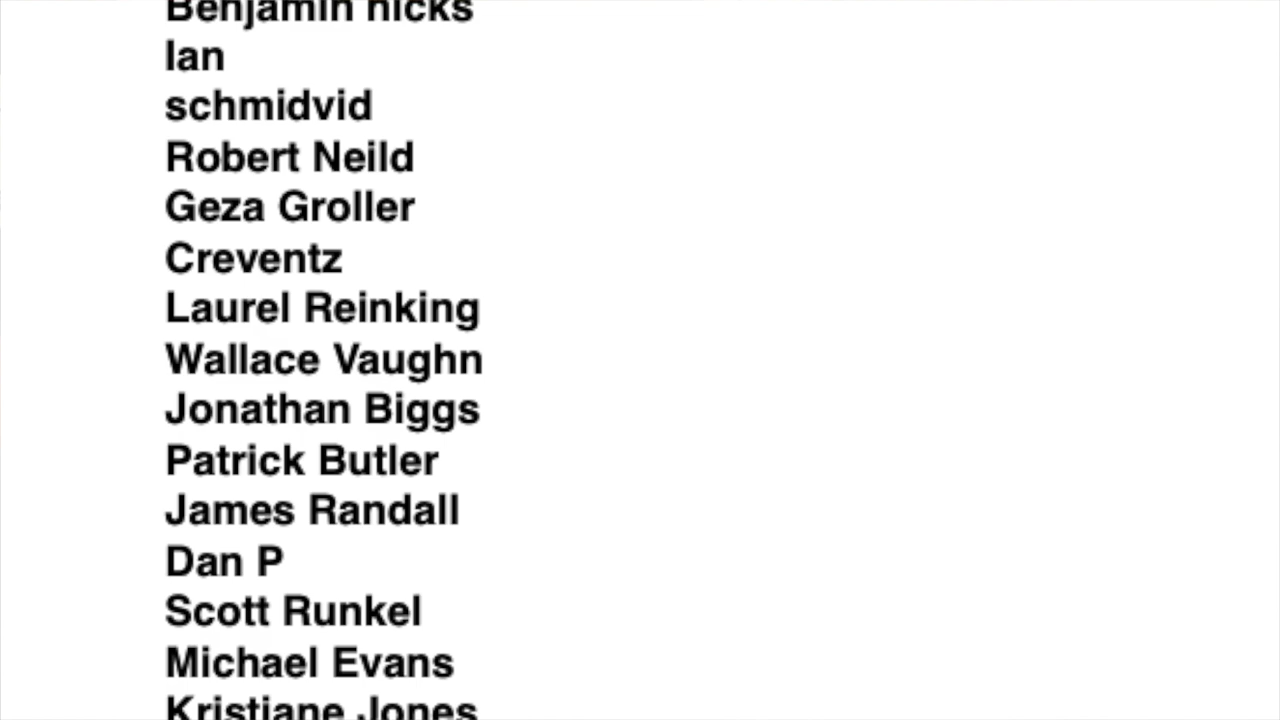 Benjamin hicks
Ian
schmidvid
Robert Neild
Geza Groller
Creventz
Laurel Reinking
Wallace Vaughn
Jonathan Biggs
Patrick Butler
James Randall
Dan P
Scott Runkel
Michael Evans
Kristiane Jones